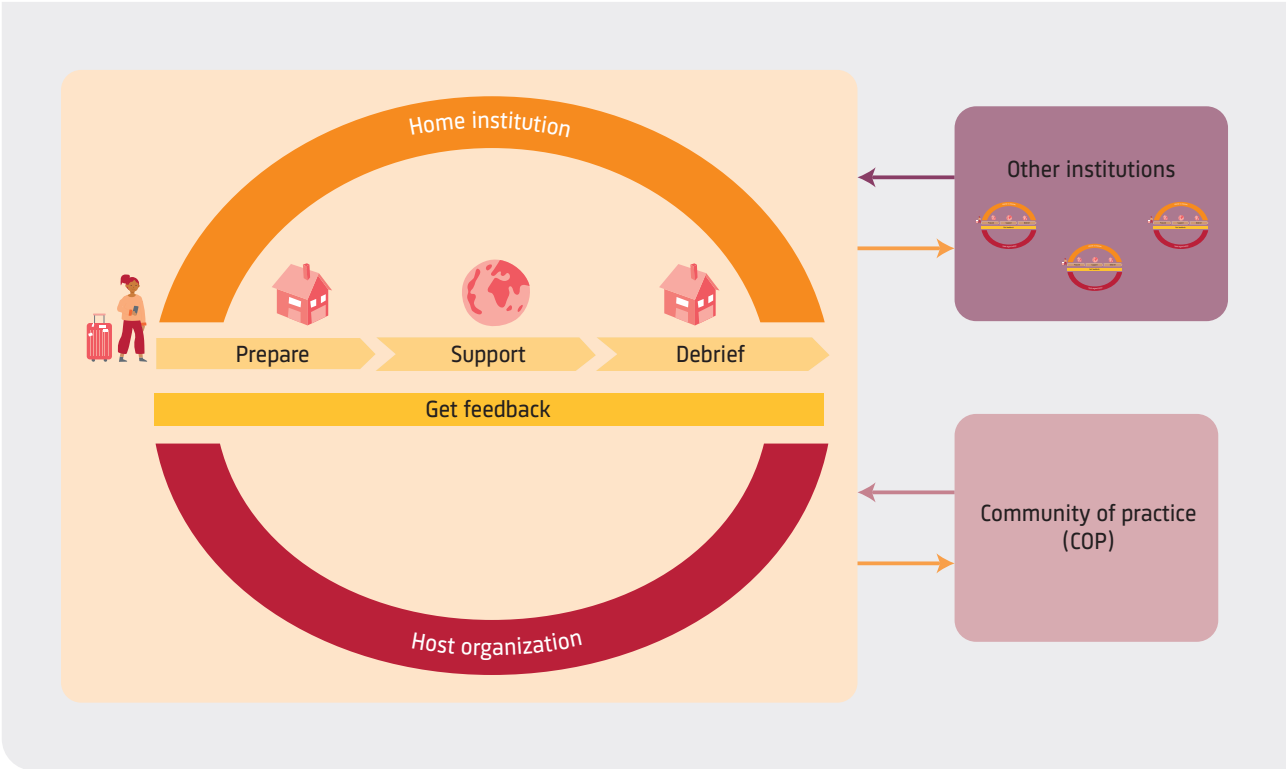 Home institution
Prepare
Support
Debrief
Get feedback
Host organization
Other institutions
Community of practice
(COP)